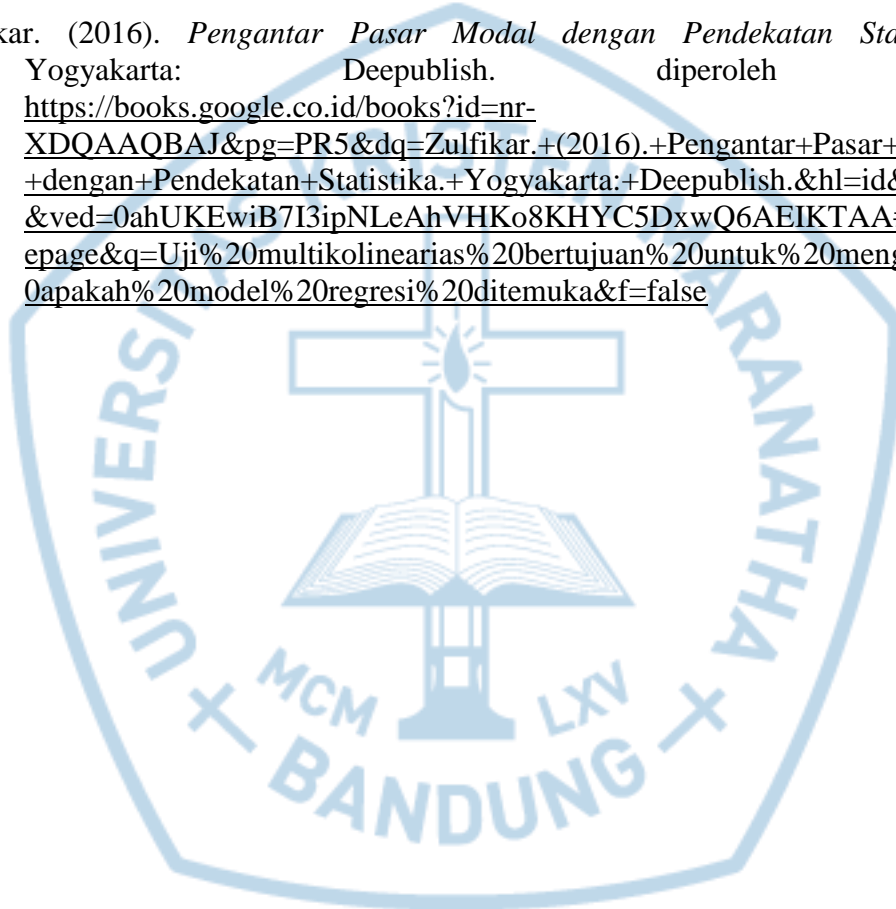 kar. (2016). Pengantar Pasar Modal dengan Pendekatan Sta
Yogyakarta: Deepublish. diperoleh
https://books.google.co.id/books?id=nr-
XDQAAQBAJ&pg=PR5&dq=Zulfikar.+(2016).+Pengantar+Pasar+
+dengan+Pendekatan+Statistika.+Yogyakarta:+Deepublish.&hl=id&
&ved=0ahUKEwiB7I3ipNLeAhVHKo8KHYC5DxwQ6AEIKTAA=
epage&q=Uji%20multikolinearias%20bertujuan%20untuk%20meng
0apakah%20model%20regresi%20ditemuka&f=false
UNIVERSITAS KRISTEN MARANATHA
MCM LXV
BANDUNG